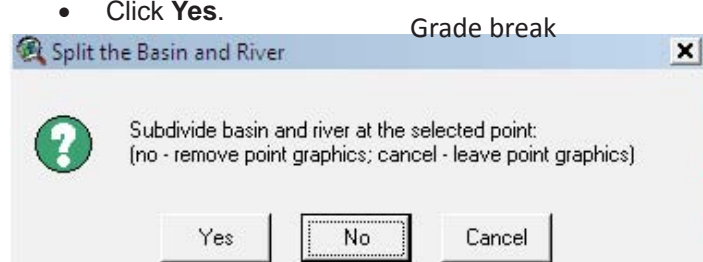 • Click Yes.
Grade break
Split the Basin and River
Subdivide basin and river at the selected point:
(no - remove point graphics; cancel - leave point graphics)
Yes No Cancel